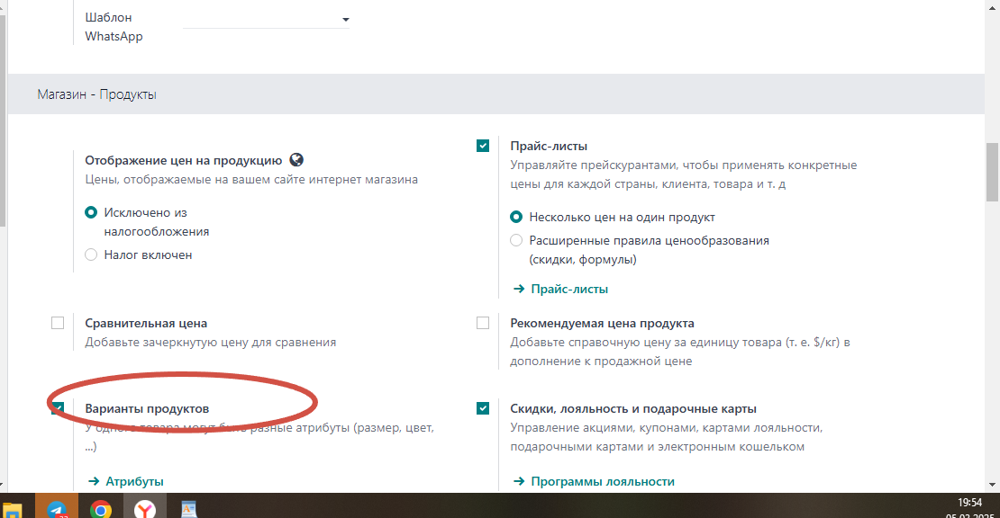 Шаблон
WhatsApp
Магазин - Продукты
Отображение цен на продукцию
Цены, отображаемые на вашем сайте интернет магазина
Исключено из
налогообложения
Налог включен
Прайс-листы
Управляйте прейскурантами, чтобы применять конкретные
цены для каждой страны, клиента, товара и т. д
Несколько цен на один продукт
Расширенные правила ценообразования
(скидки, формулы)
Прайс-листы
Сравнительная цена
Добавьте зачеркнутую цену для сравнения
Рекомендуемая цена продукта
Добавьте справочную цену за единицу товара (т. е. $/кг) в
дополнение к продажной цене
Варианты продуктов
У одного товара могут быть разные атрибуты (размер, цвет,
...)
Атрибуты
Скидки, лояльность и подарочные карты
Управление акциями, купонами, картами лояльности,
подарочными картами и электронным кошельком
Программы лояльности
19:54